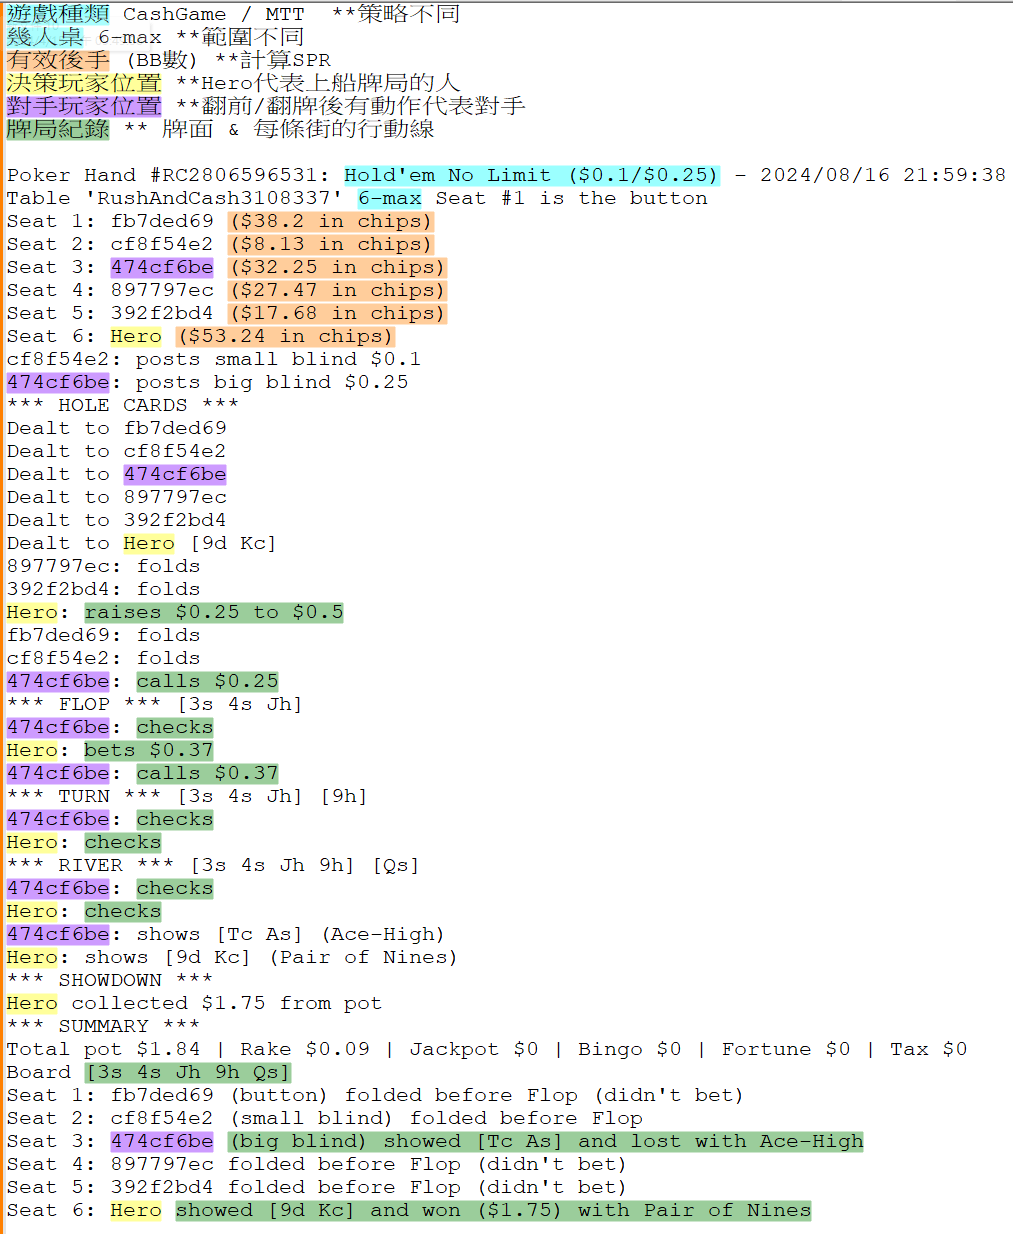 遊戲種類 CashGame / MTT **策略不同
幾人桌 6-max **範圍不同
有效後手 (BB數) **計算SPR
決策玩家位置 **Hero代表上船牌局的人
對手玩家位置 **翻前/翻牌後有動作代表對手
牌局紀錄 ** 牌面 & 每條街的行動線
Poker Hand #RC2806596531: Hold'em No Limit ($0.1/$0.25) - 2024/08/16 21:59:38
Table 'RushAndCash3108337' 6-max Seat #1 is the button
Seat 1: fb7ded69 ($38.2 in chips)
Seat 2: cf8f54e2 ($8.13 in chips)
Seat 3: 474cf6be ($32.25 in chips)
Seat 4: 897797ec ($27.47 in chips)
Seat 5: 392f2bd4 ($17.68 in chips)
Seat 6: Hero ($53.24 in chips)
cf8f54e2: posts small blind $0.1
474cf6be: posts big blind $0.25
*** HOLE CARDS ***
Dealt to fb7ded69
Dealt to cf8f54e2
Dealt to 474cf6be
Dealt to 897797ec
Dealt to 392f2bd4
Dealt to Hero [9d Kc]
897797ec: folds
392f2bd4: folds
Hero: raises $0.25 to $0.5
fb7ded69: folds
cf8f54e2: folds
474cf6be: calls $0.25
*** FLOP *** [3s 4s Jh]
474cf6be: checks
Hero: bets $0.37
474cf6be: calls $0.37
*** TURN *** [3s 4s Jh] [9h]
474cf6be: checks
Hero: checks
*** RIVER *** [3s 4s Jh 9h] [Qs]
474cf6be: checks
Hero: checks
474cf6be: shows [Tc As] (Ace-High)
Hero: shows [9d Kc] (Pair of Nines)
*** SHOWDOWN ***
Hero collected $1.75 from pot
*** SUMMARY ***
Total pot $1.84 | Rake $0.09 | Jackpot $0 | Bingo $0 | Fortune $0 | Tax $0
Board [3s 4s Jh 9h Qs]
Seat 1: fb7ded69 (button) folded before Flop (didn't bet)
Seat 2: cf8f54e2 (small blind) folded before Flop
Seat 3: 474cf6be (big blind) showed [Tc As] and lost with Ace-High
Seat 4: 897797ec folded before Flop (didn't bet)
Seat 5: 392f2bd4 folded before Flop (didn't bet)
Seat 6: Hero showed [9d Kc] and won ($1.75) with Pair of Nines